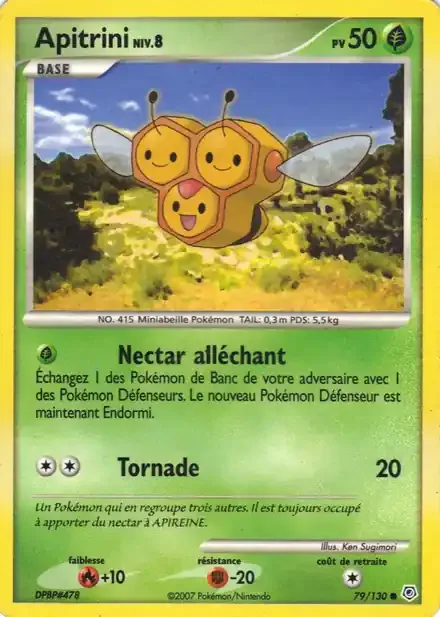 Apitrini NIV.8 PV 50
BASE
NO. 415 Miniabeille Pokémon TAIL: 0,3 m PDS: 5,5 kg
Nectar alléchant
Échangez 1 des Pokémon de Banc de votre adversaire avec 1
des Pokémon Défenseurs. Le nouveau Pokémon Défenseur est
maintenant Endormi.
Tornade 20
Un Pokémon qui en regroupe trois autres. Il est toujours occupé
à apporter du nectar à APIREINE.
Illus. Ken Sugimori
faiblesse résistance coût de retraite
+10 -20
DPBP#478 ©2007 Pokémon/Nintendo 79/130